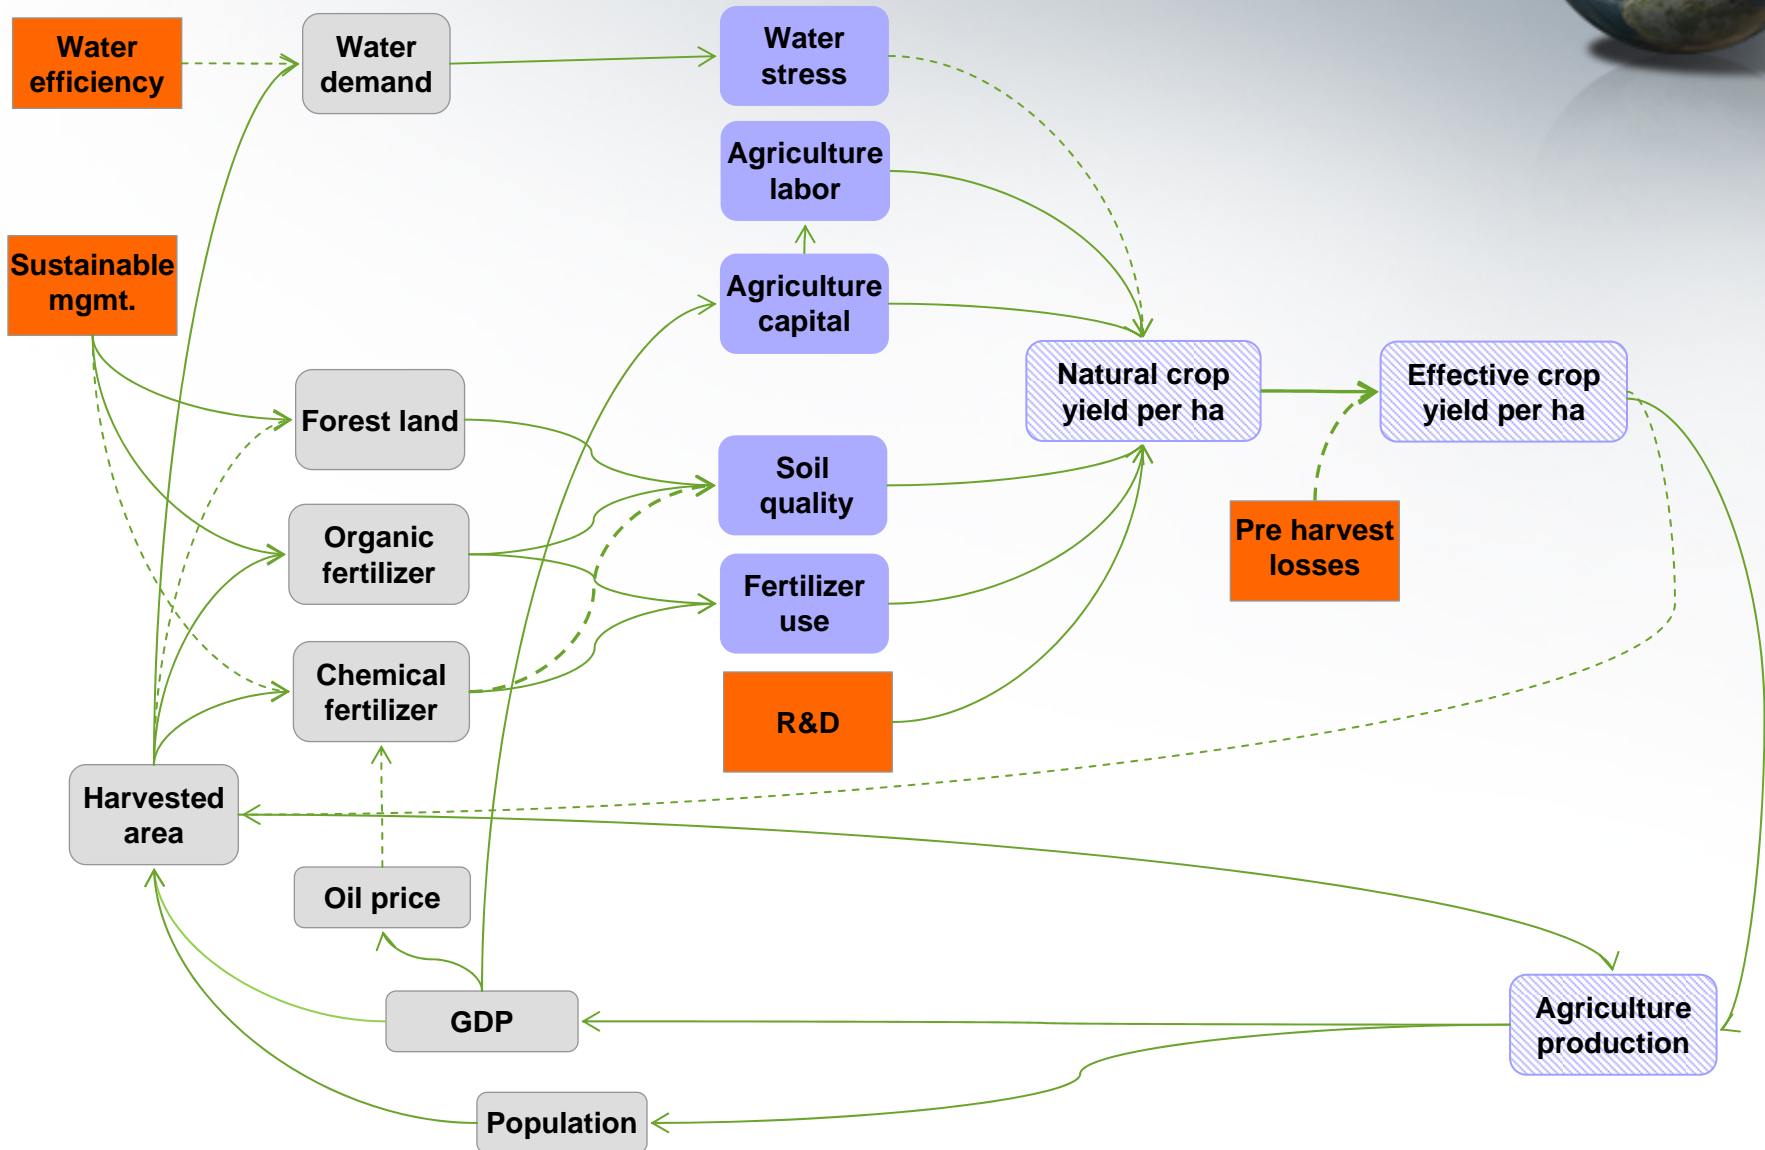 Water
efficiency
Water
demand
Water
stress
Agriculture
labor
Sustainable
mgmt.
Agriculture
capital
Natural crop
yield per ha
Effective crop
yield per ha
Forest land
Soil
quality
Organic
fertilizer
Pre harvest
losses
Fertilizer
use
Chemical
fertilizer
R&D
Harvested
area
Oil price
GDP
Agriculture
production
Population